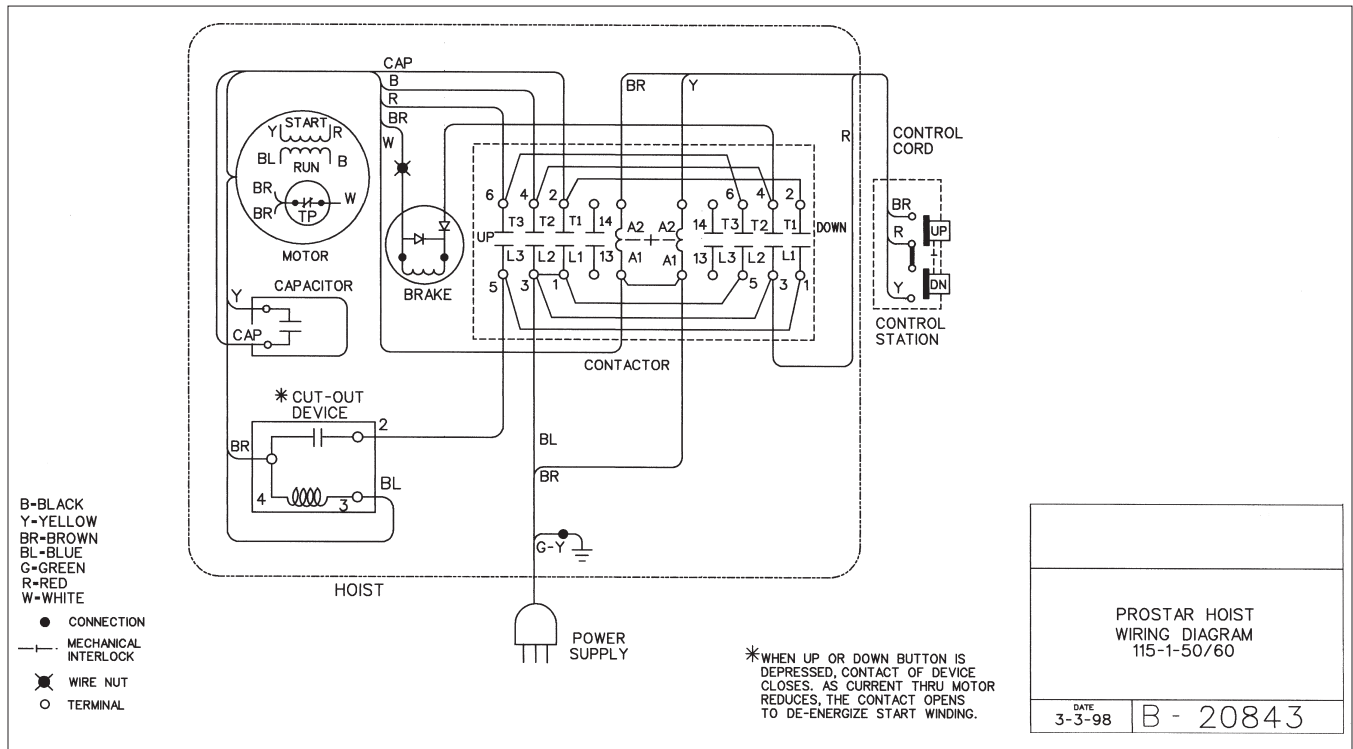 CAP
B
R
BR
W
BR
Y
R
CONTROL
CORD
Y START R
BL RUN B
BR
BR
W
TP
MOTOR
BRAKE
6 4 2
6 4 2
T3 T2 T1 14 A2 A2 14 T3 T2 T1
UP
DOWN
L3 L2 L1 13 A1 A1 13 L3 L2 L1
5 3 1
5 3 1
CONTACTOR
BR
R
Y
UP
DN
CONTROL
STATION
CAPACITOR
Y
CAP
* CUT-OUT
DEVICE
2
BR
4
3
BL
BL
BR
G-Y
HOIST
POWER
SUPPLY
B-BLACK
Y-YELLOW
BR-BROWN
BL-BLUE
G-GREEN
R-RED
W-WHITE
CONNECTION
MECHANICAL
INTERLOCK
WIRE NUT
TERMINAL
*WHEN UP OR DOWN BUTTON IS
DEPRESSED, CONTACT OF DEVICE
CLOSES. AS CURRENT THRU MOTOR
REDUCES, THE CONTACT OPENS
TO DE-ENERGIZE START WINDING.
PROSTAR HOIST
WIRING DIAGRAM
115-1-50/60
DATE
3-3-98
B - 20843